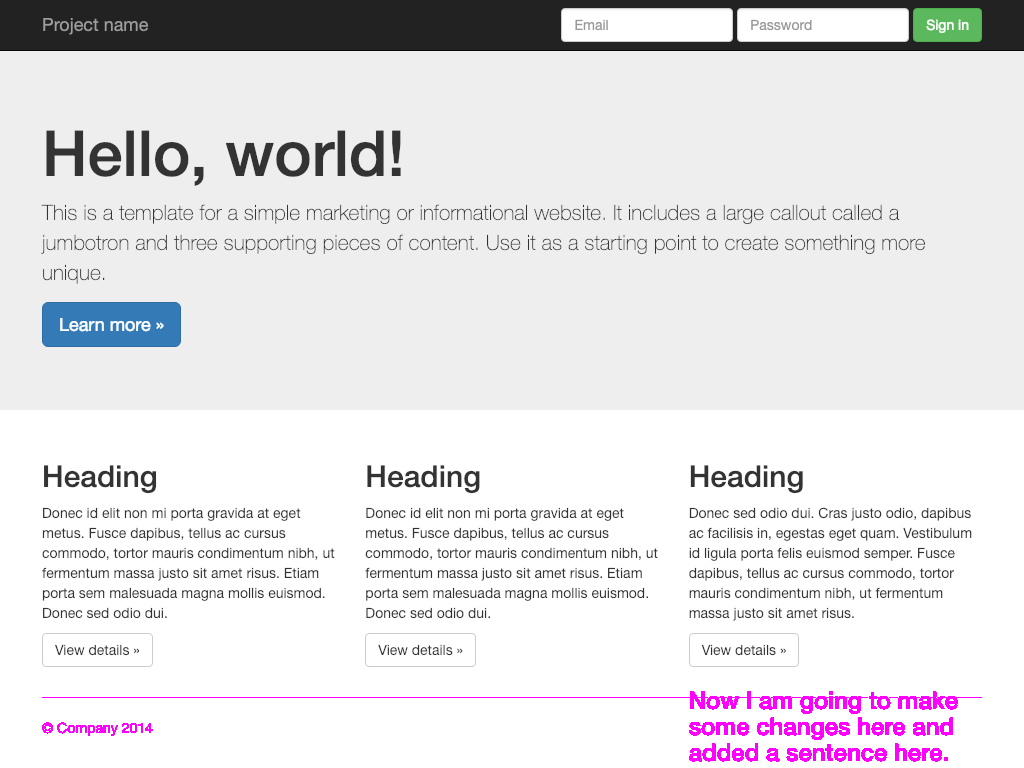 Project name
Email
Password
Sign in
Hello, world!
This is a template for a simple marketing or informational website. It includes a large callout called a
jumbotron and three supporting pieces of content. Use it as a starting point to create something more
unique.
Learn more »
Heading
Donec id elit non mi porta gravida at eget
metus. Fusce dapibus, tellus ac cursus
commodo, tortor mauris condimentum nibh, ut
fermentum massa justo sit amet risus. Etiam
porta sem malesuada magna mollis euismod.
Donec sed odio dui.
View details »
Heading
Donec id elit non mi porta gravida at eget
metus. Fusce dapibus, tellus ac cursus
commodo, tortor mauris condimentum nibh, ut
fermentum massa justo sit amet risus. Etiam
porta sem malesuada magna mollis euismod.
Donec sed odio dui.
View details »
Heading
Donec sed odio dui. Cras justo odio, dapibus
ac facilisis in, egestas eget quam. Vestibulum
id ligula porta felis euismod semper. Fusce
dapibus, tellus ac cursus commodo, tortor
mauris condimentum nibh, ut fermentum
massa justo sit amet risus.
View details »
Now I am going to make
some changes here and
added a sentence here.
© Company 2014